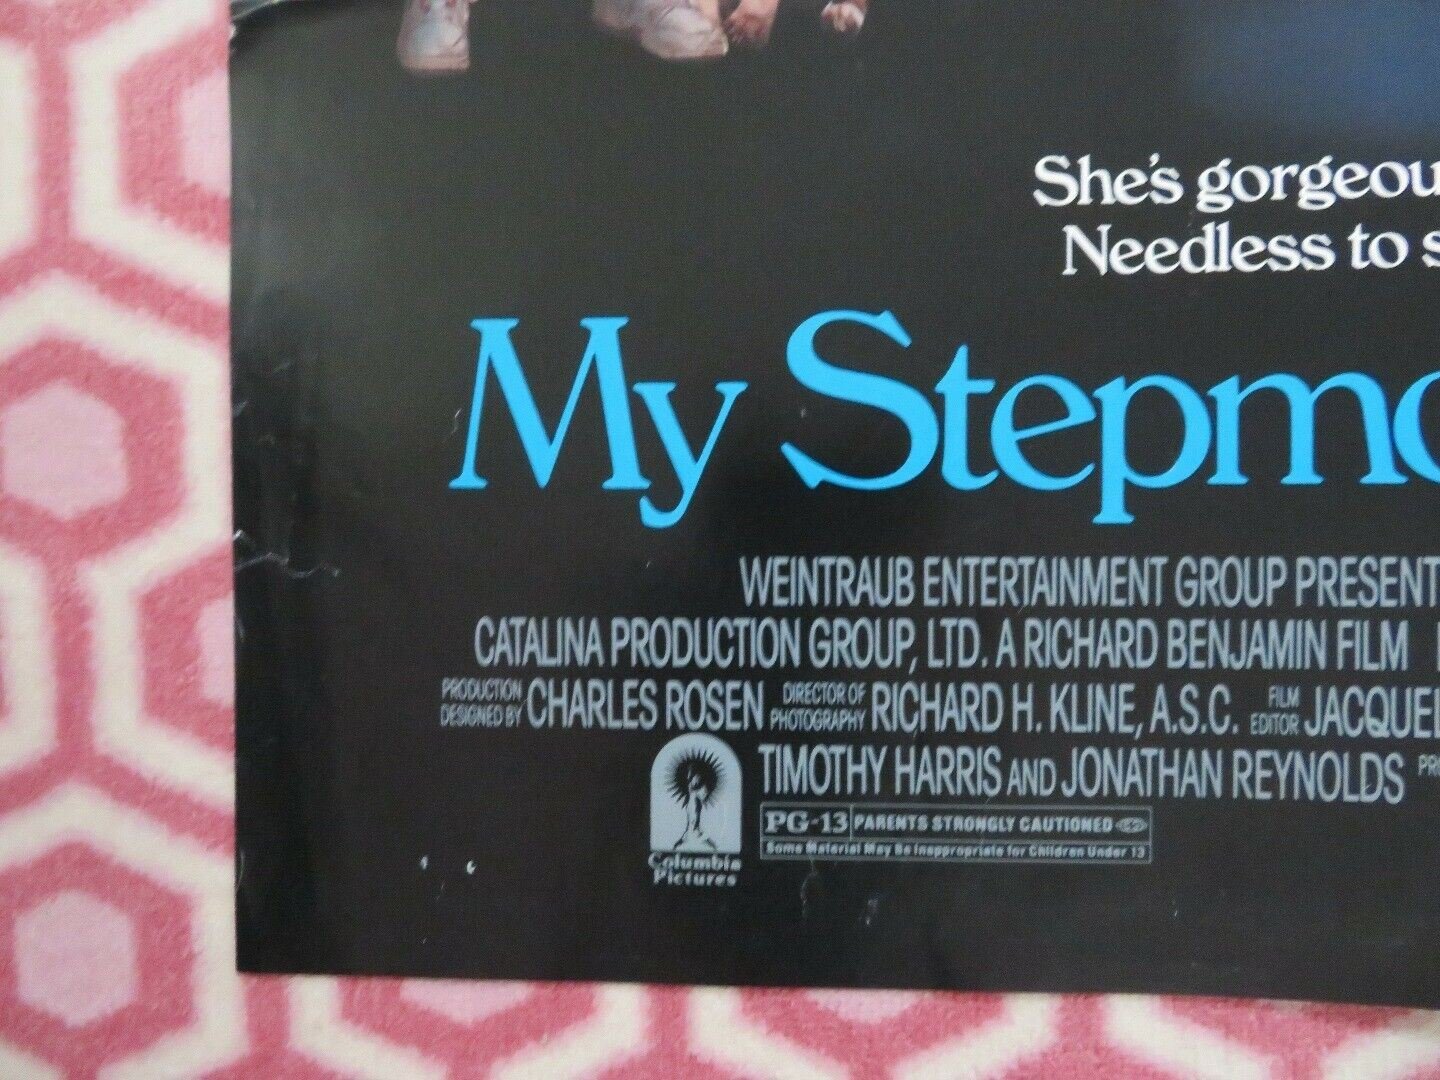 She's gorgeou
Needless to s
My Stepmo
WEINTRAUB ENTERTAINMENT GROUP PRESENT
CATALINA PRODUCTION GROUP, LTD. A RICHARD BENJAMIN FILM
PRODUCTION DESIGNED BY CHARLES ROSEN DIRECTOR OF PHOTOGRAPHY RICHARD H. KLINE, A.S.C. FILM EDITOR JACQUEL
TIMOTHY HARRIS AND JONATHAN REYNOLDS PR
PG-13 PARENTS STRONGLY CAUTIONED
Some Material May Be Inappropriate for Children Under 13
Columbia
Pictures